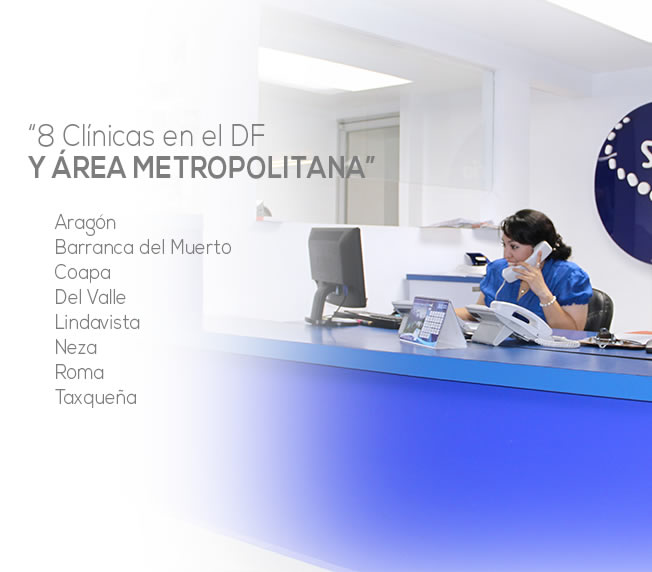 “8 Clínicas en el DF
Y ÁREA METROPOLITANA”
Aragón
Barranca del Muerto
Coapa
Del Valle
Lindavista
Neza
Roma
Taxqueña